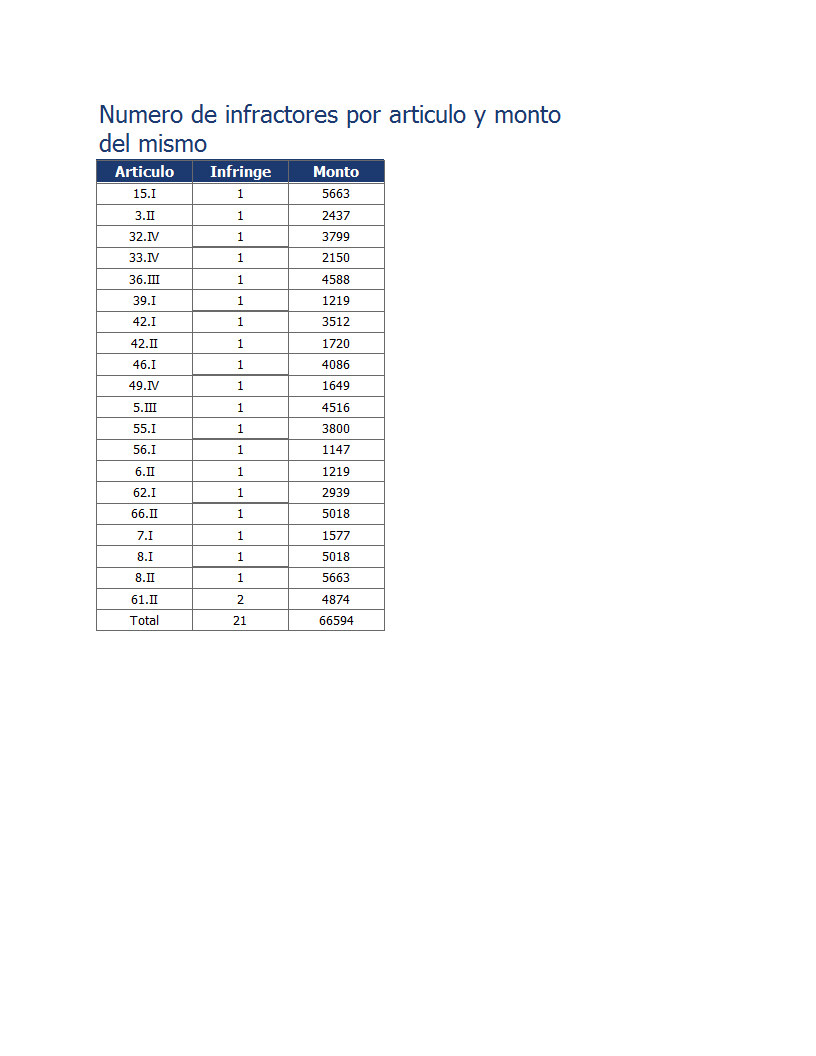 Numero de infractores por articulo y monto
del mismo
Articulo Infringe Monto
15.I 1 5663
3.II 1 2437
32.IV 1 3799
33.IV 1 2150
36.III 1 4588
39.I 1 1219
42.I 1 3512
42.II 1 1720
46.I 1 4086
49.IV 1 1649
5.III 1 4516
55.I 1 3800
56.I 1 1147
6.II 1 1219
62.I 1 2939
66.II 1 5018
7.I 1 1577
8.I 1 5018
8.II 1 5663
61.II 2 4874
Total 21 66594